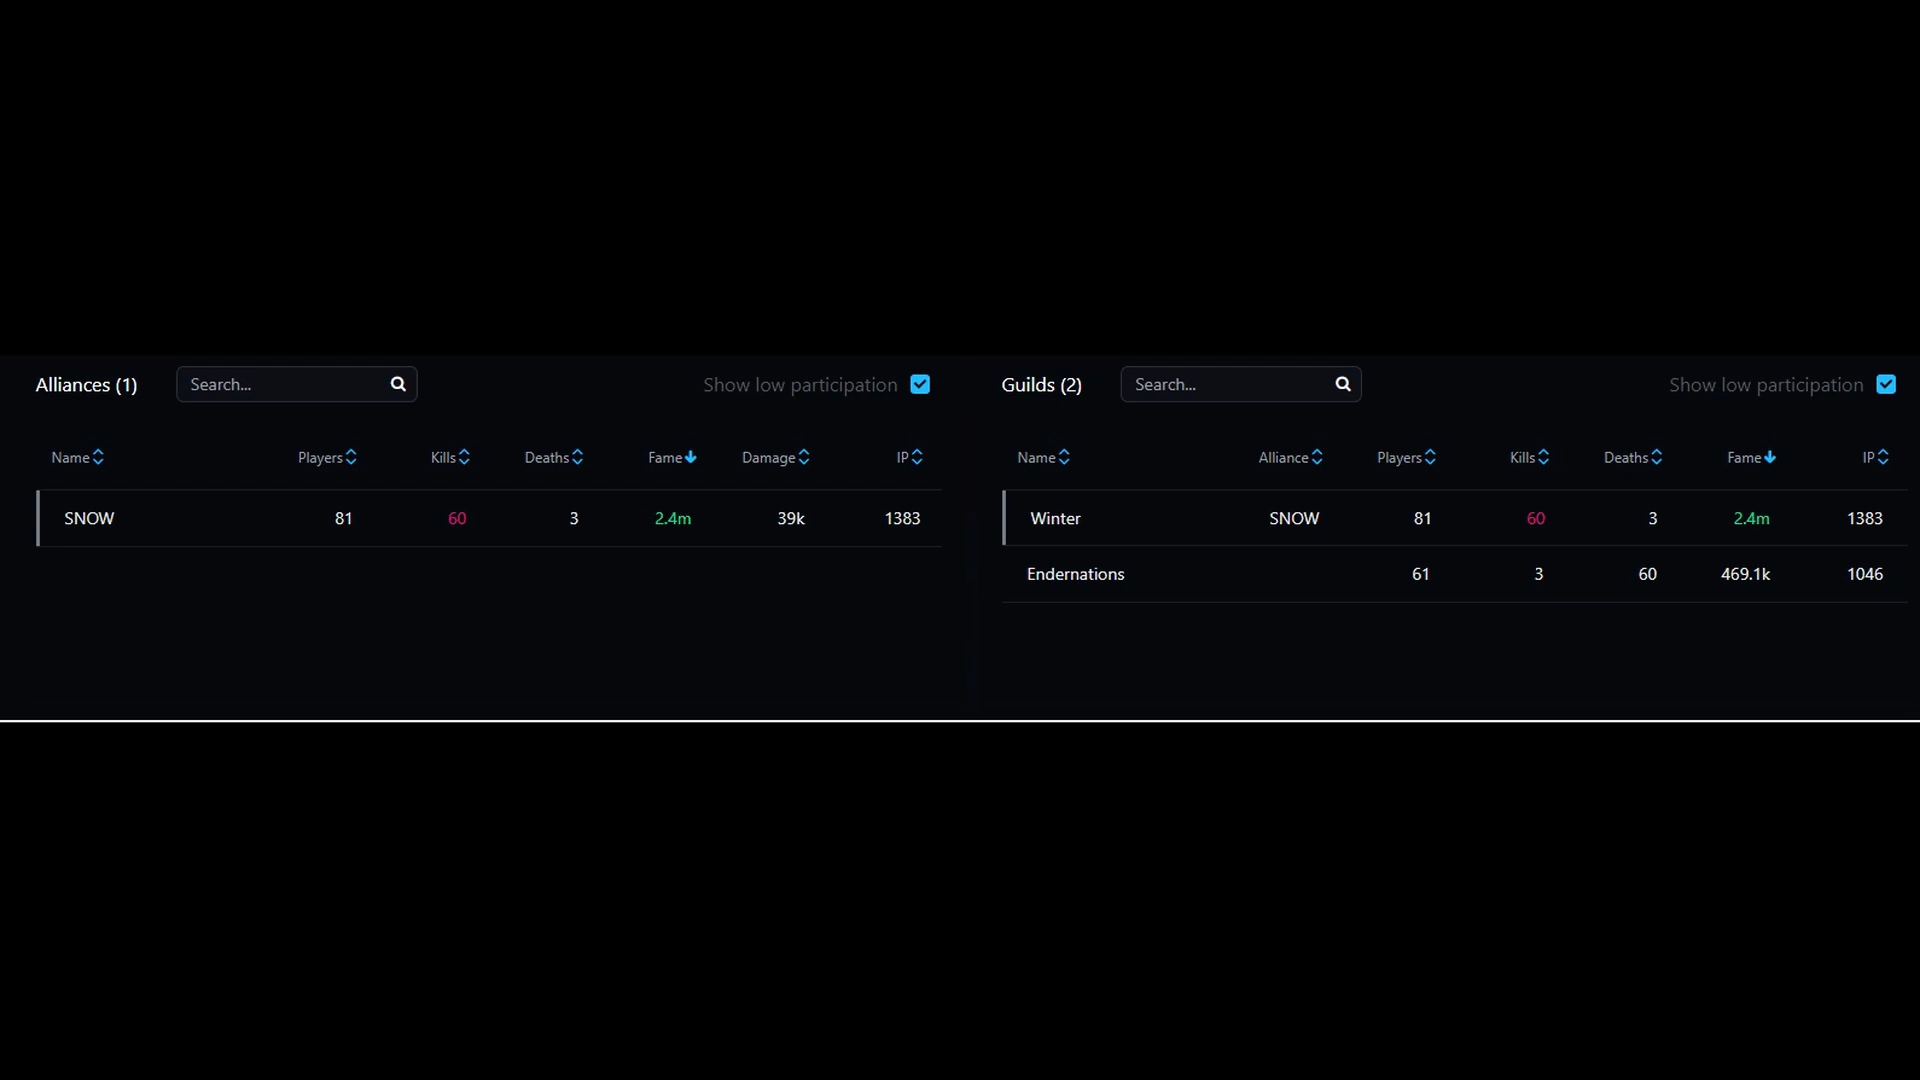 Alliances (1) Search... Show low participation
Name Players Kills Deaths Fame Damage IP
SNOW 81 60 3 2.4m 39k 1383
Guilds (2) Search... Show low participation
Name Alliance Players Kills Deaths Fame IP
Winter SNOW 81 60 3 2.4m 1383
Endernations 61 3 60 469.1k 1046